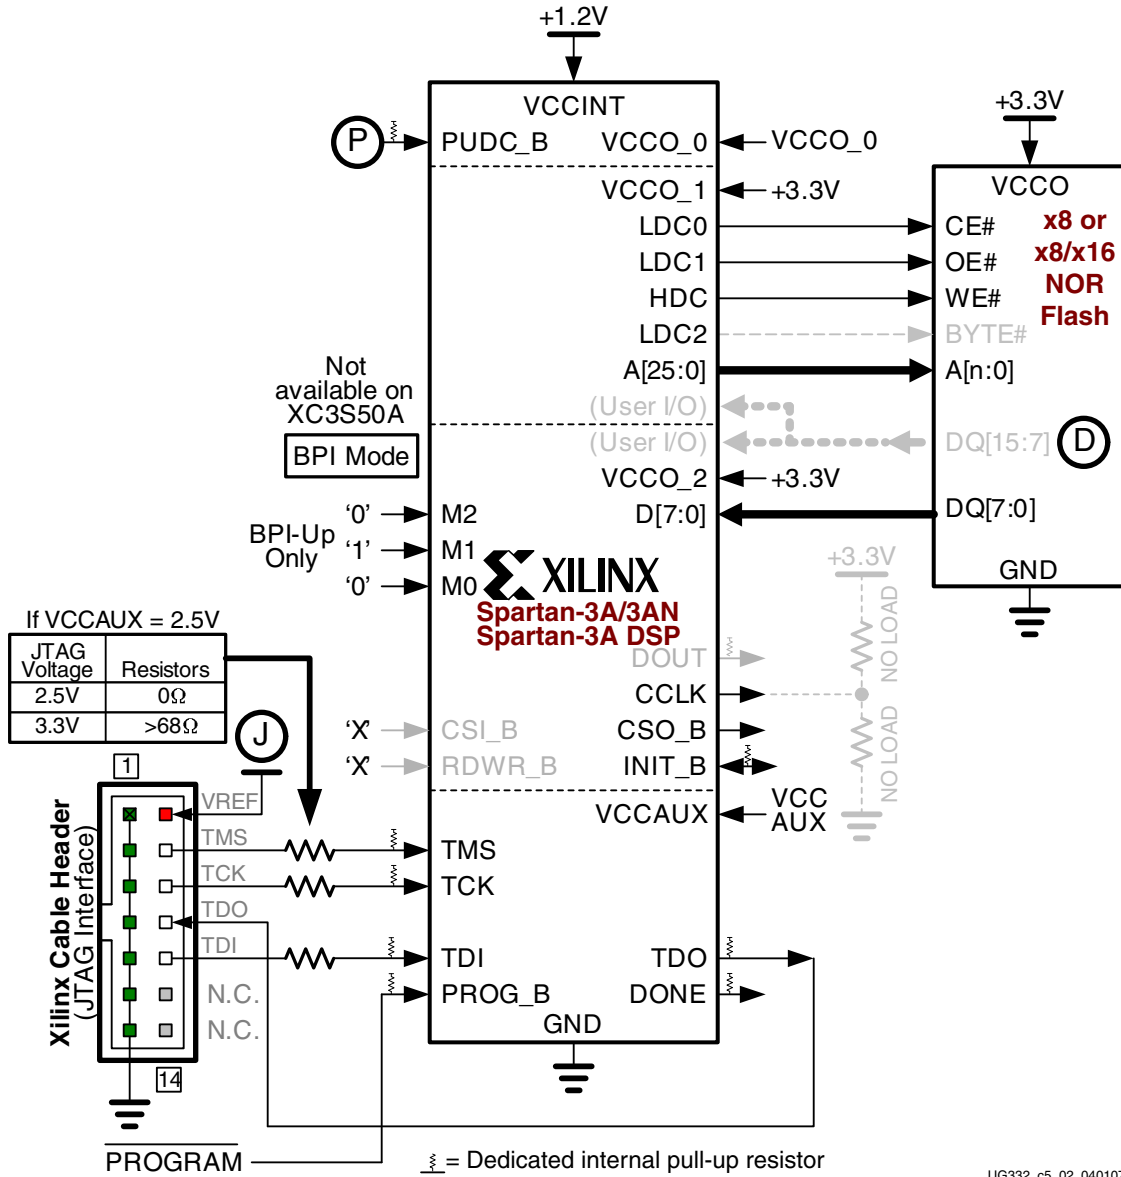 +1.2V
VCCINT
P
PUDC_B
VCCO_0
VCCO_0
+3.3V
VCCO
VCCO_1
+3.3V
LDC0
CE#
x8 or
x8/x16
NOR
Flash
LDC1
OE#
HDC
WE#
LDC2
BYTE#
A[25:0]
A[n:0]
Not
available on
XC3S50A
BPI Mode
(User I/O)
(User I/O)
DQ[15:7]
D
VCCO_2
+3.3V
D[7:0]
DQ[7:0]
GND
BPI-Up
Only
'0'
M2
'1'
M1
'0'
M0
XILINX
Spartan-3A/3AN
Spartan-3A DSP
+3.3V
NO LOAD
NO LOAD
DOUT
CCLK
CSO_B
INIT_B
'X'
CSI_B
'X'
RDWR_B
VCCAUX
VCC
AUX
If VCCAUX = 2.5V
JTAG
Voltage
Resistors
2.5V
0Ω
3.3V
>68Ω
J
1
VREF
TMS
TMS
TCK
TCK
TDO
TDI
TDI
TDO
N.C.
PROG_B
DONE
N.C.
Xilinx Cable Header
(JTAG Interface)
14
GND
PROGRAM
= Dedicated internal pull-up resistor
UG332_c5_02_040107